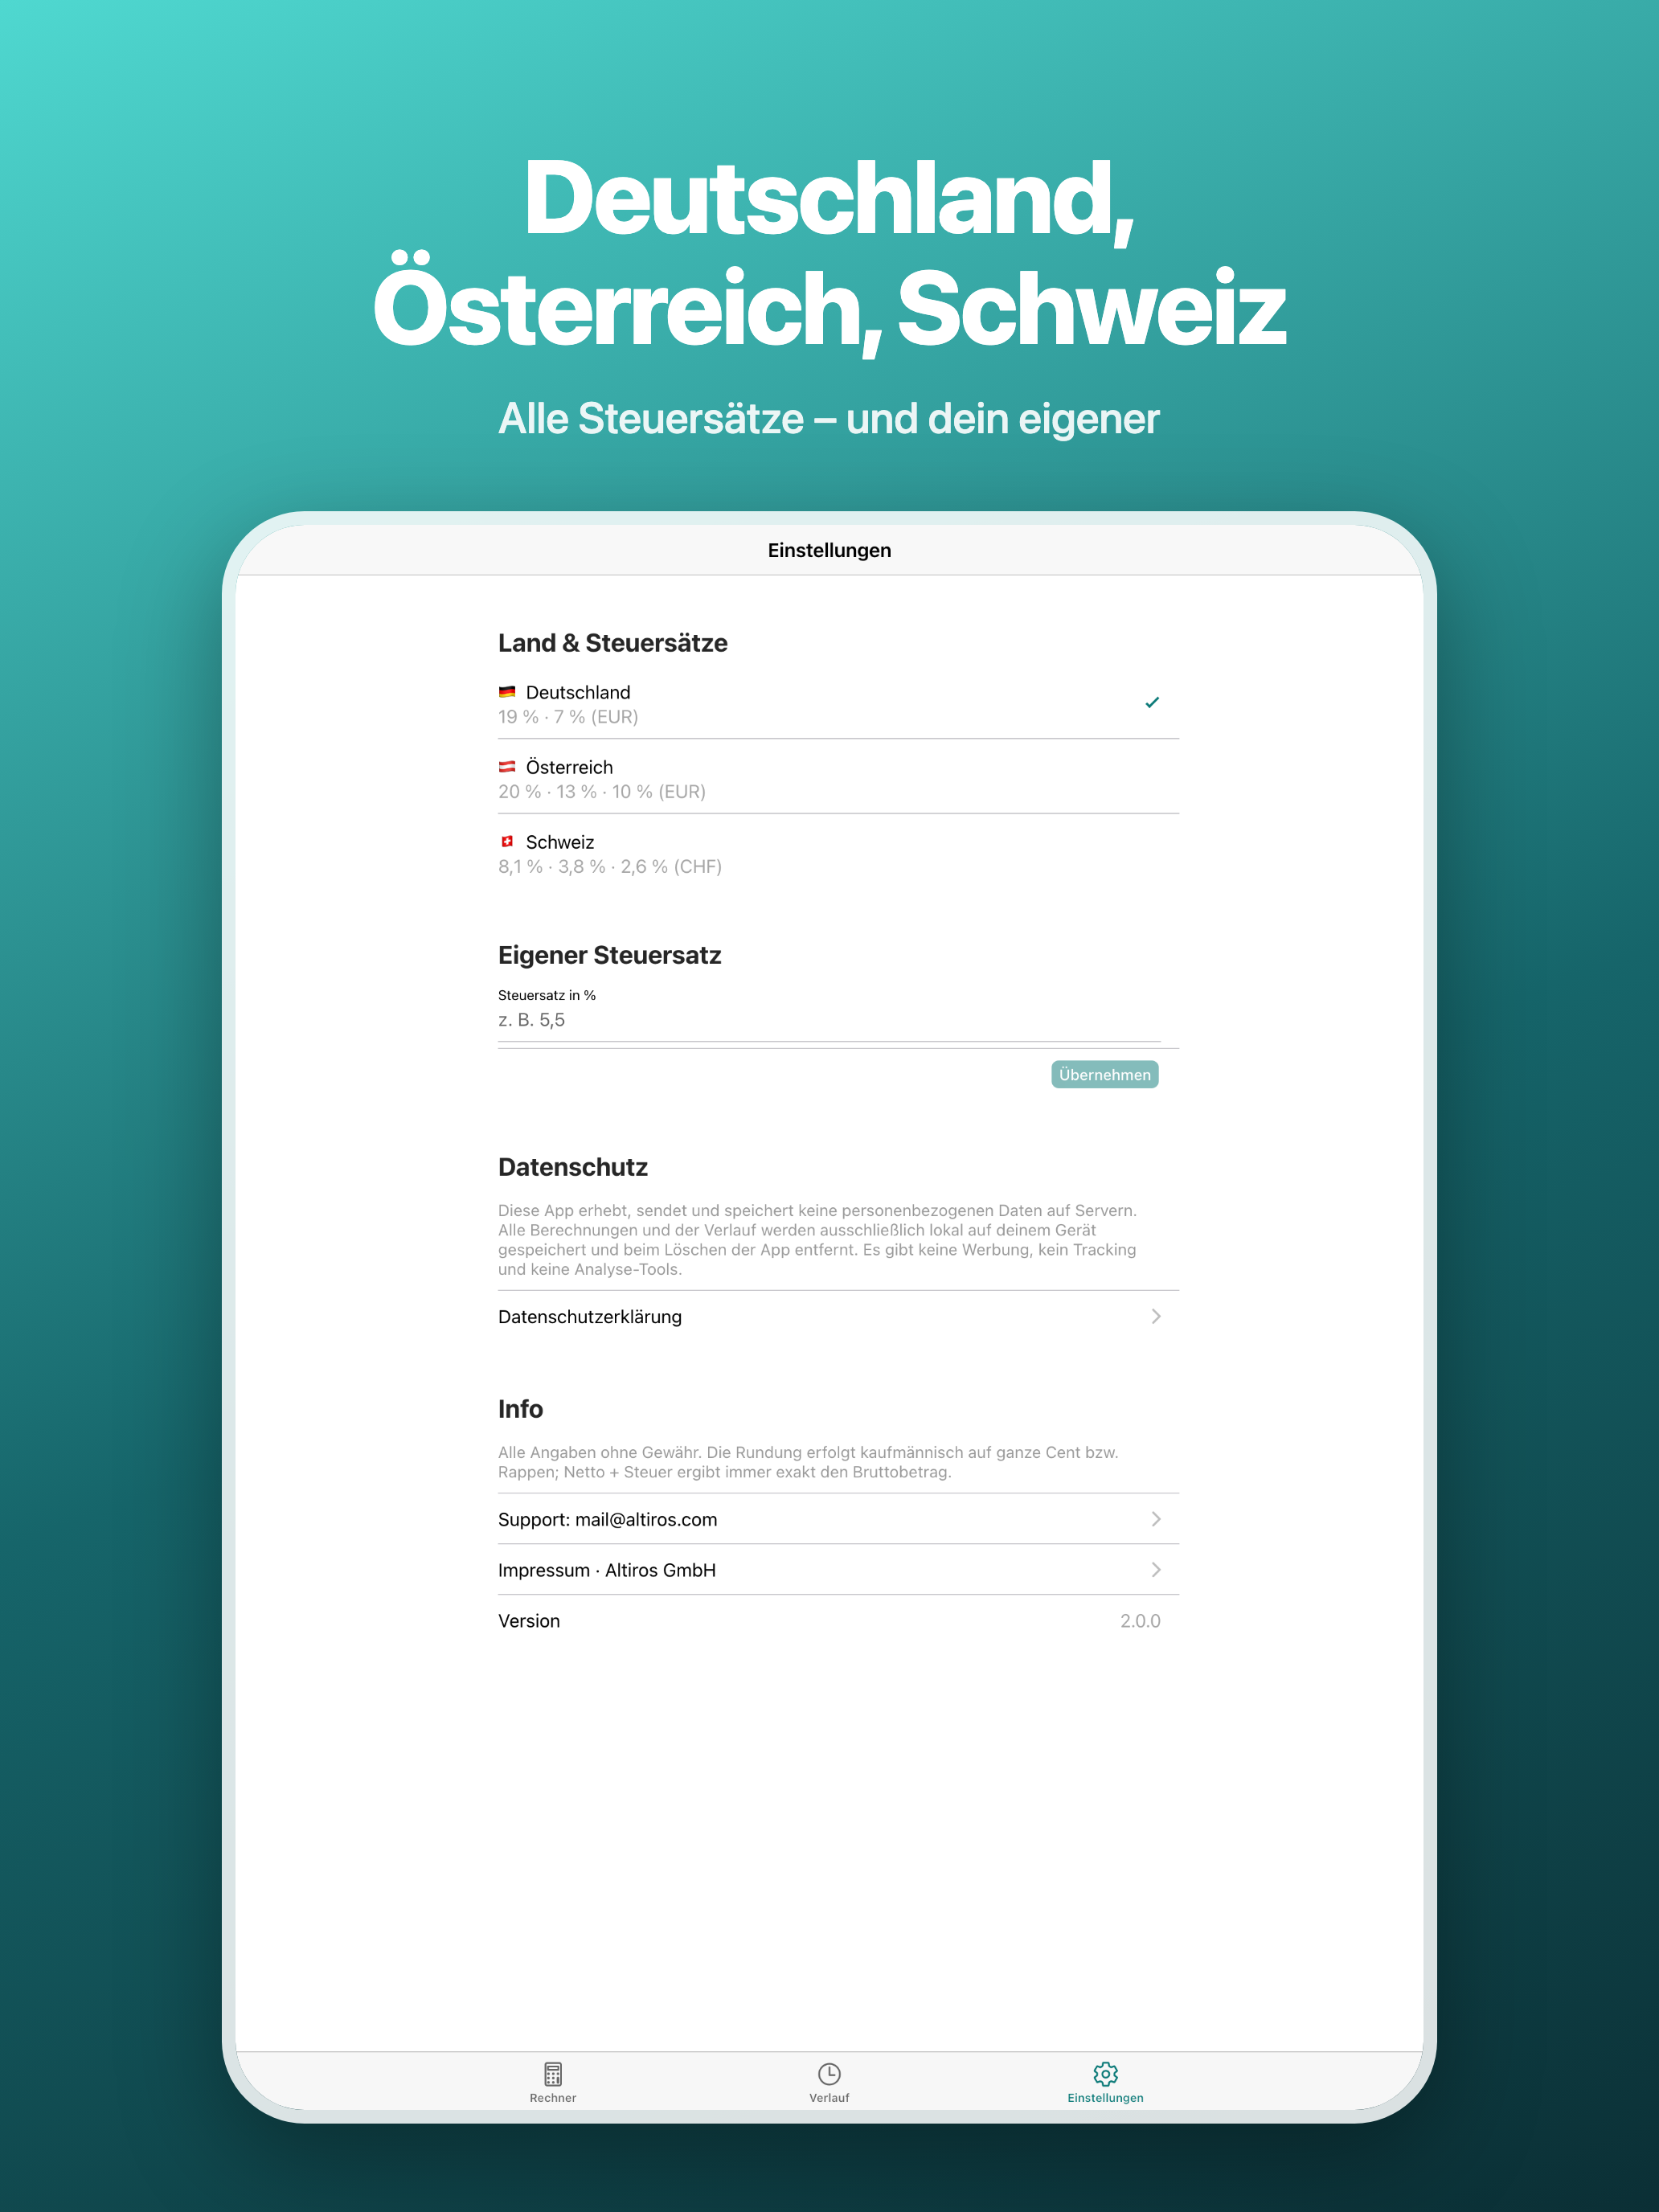 Deutschland,
Österreich, Schweiz
Alle Steuersätze – und dein eigener
Einstellungen
Land & Steuersätze
🇩🇪 Deutschland
19 % · 7 % (EUR)
🇦🇹 Österreich
20 % · 13 % · 10 % (EUR)
🇨🇭 Schweiz
8,1 % · 3,8 % · 2,6 % (CHF)
Eigener Steuersatz
Steuersatz in %
z. B. 5,5
Übernehmen
Datenschutz
Diese App erhebt, sendet und speichert keine personenbezogenen Daten auf Servern.
Alle Berechnungen und der Verlauf werden ausschließlich lokal auf deinem Gerät
gespeichert und beim Löschen der App entfernt. Es gibt keine Werbung, kein Tracking
und keine Analyse-Tools.
Datenschutzerklärung
Info
Alle Angaben ohne Gewähr. Die Rundung erfolgt kaufmännisch auf ganze Cent bzw.
Rappen; Netto + Steuer ergibt immer exakt den Bruttobetrag.
Support: mail@altiros.com
Impressum · Altiros GmbH
Version 2.0.0
Rechner Verlauf Einstellungen